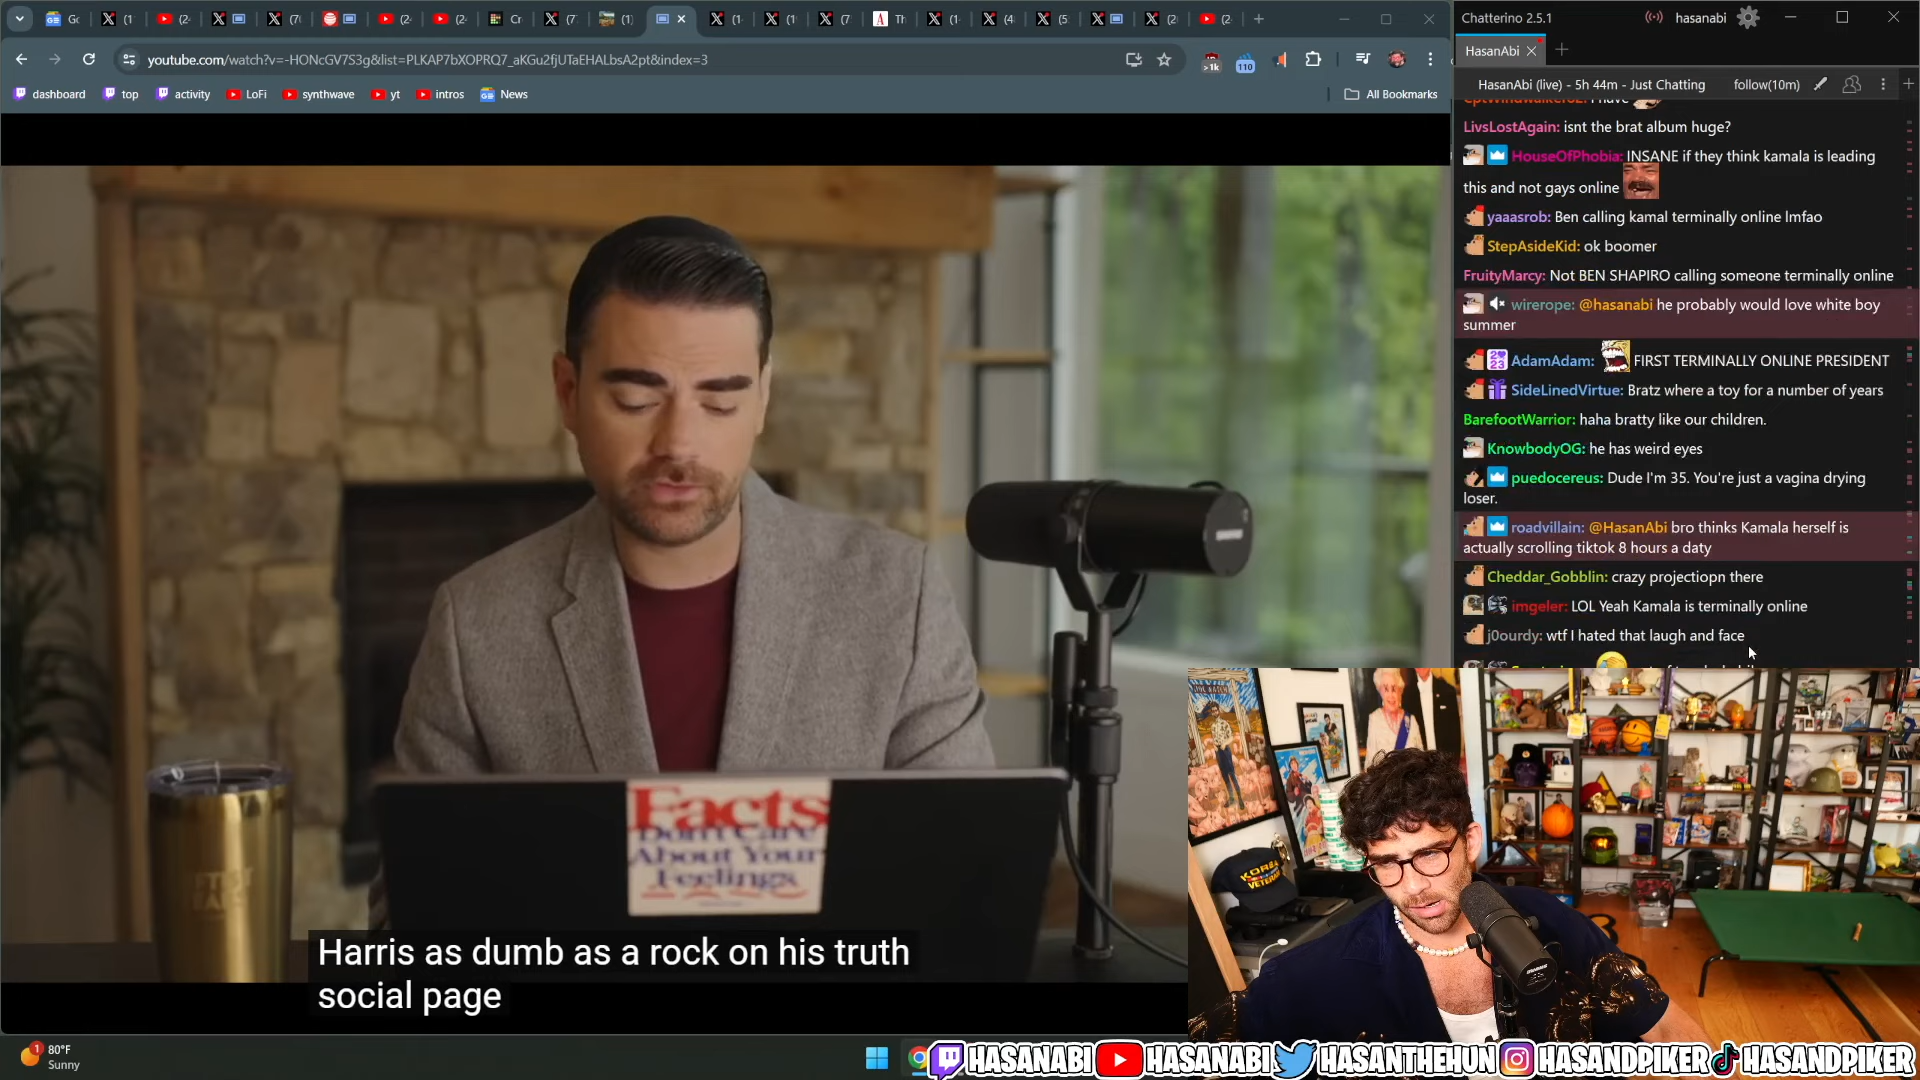 Chatterino 2.5.1
hasanabi
youtube.com/watch?v=-HONcGV7S3g&list=PLKAP7bXOPRQ7_aKGu2fjUTaEHALbsA2pt&index=3
>1k
110
HasanAbi
dashboard
top
activity
LoFi
synthwave
yt
intros
News
All Bookmarks
HasanAbi (live) - 5h 44m - Just Chatting
follow(10m)
LivsLostAgain: isnt the brat album huge?
HouseOfPhobia: INSANE if they think kamala is leading
this and not gays online
yaaasrob: Ben calling kamal terminally online lmfao
StepAsideKid: ok boomer
FruityMarcy: Not BEN SHAPIRO calling someone terminally online
wirerope: @hasanabi he probably would love white boy
summer
AdamAdam: FIRST TERMINALLY ONLINE PRESIDENT
SideLinedVirtue: Bratz where a toy for a number of years
BarefootWarrior: haha bratty like our children.
KnowbodyOG: he has weird eyes
puedocereus: Dude I'm 35. You're just a vagina drying
loser.
roadvillain: @HasanAbi bro thinks Kamala herself is
actually scrolling tiktok 8 hours a daty
Cheddar_Gobblin: crazy projectiopn there
imgeler: LOL Yeah Kamala is terminally online
j0ourdy: wtf I hated that laugh and face
Facts
Don't Care
About Your
Feelings
KOREA
VETERAN
Harris as dumb as a rock on his truth
social page
1
80°F
Sunny
HASANABI
HASANABI
HASANTHEHUN
HASANDPIKER
HASANDPIKER